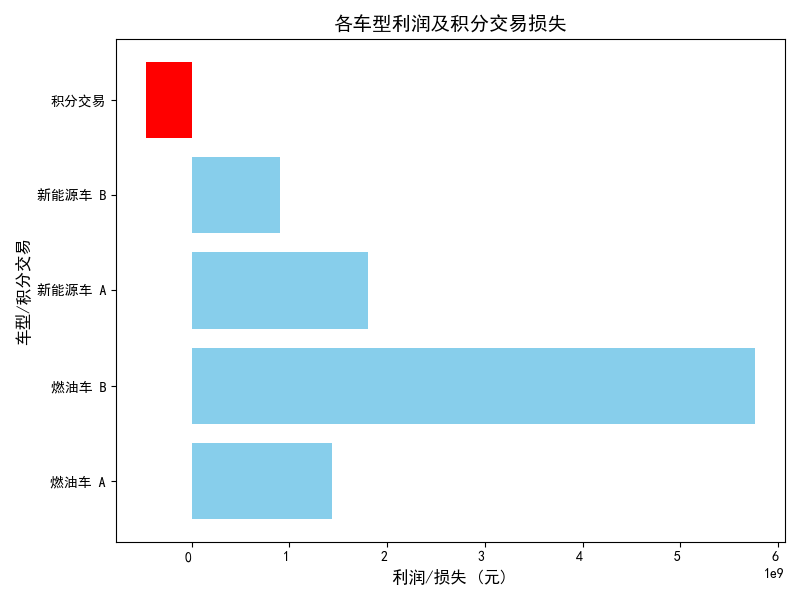 各车型利润及积分交易损失
车型/积分交易
积分交易
新能源车 B
新能源车 A
燃油车 B
燃油车 A
0 1 2 3 4 5 6
1e9
利润/损失 (元)